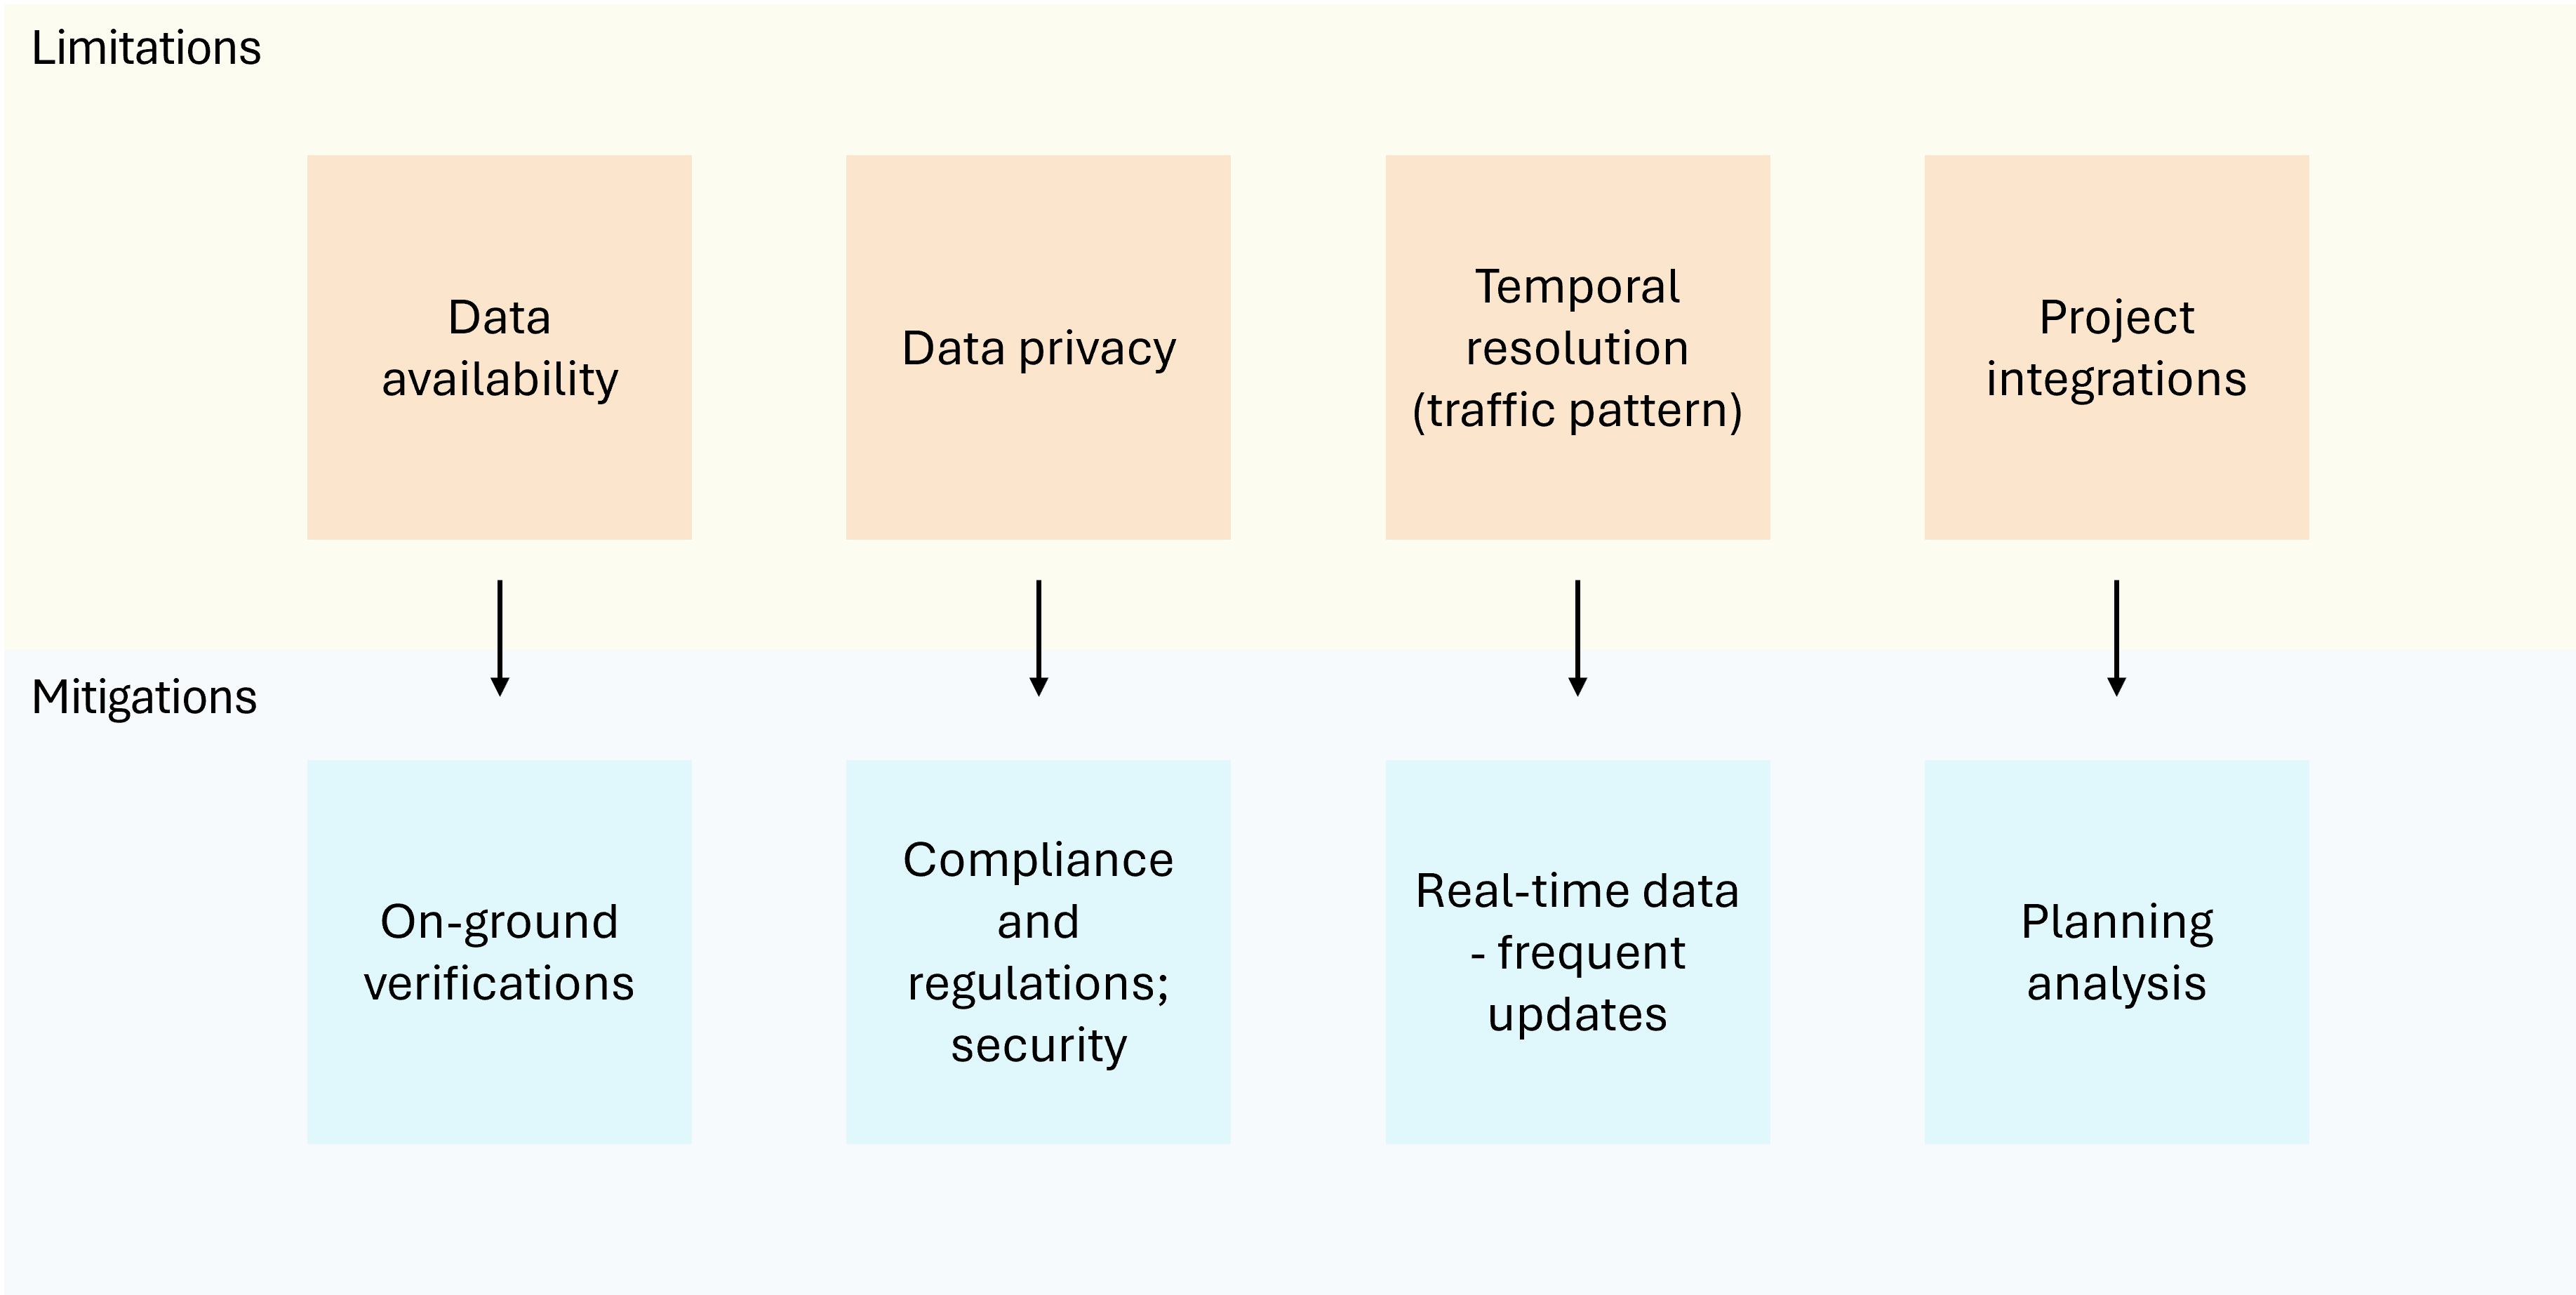 Limitations
Data
availability
Data privacy
Temporal
resolution
(traffic pattern)
Project
integrations
Mitigations
On-ground
verifications
Compliance
and
regulations;
security
Real-time data
- frequent
updates
Planning
analysis